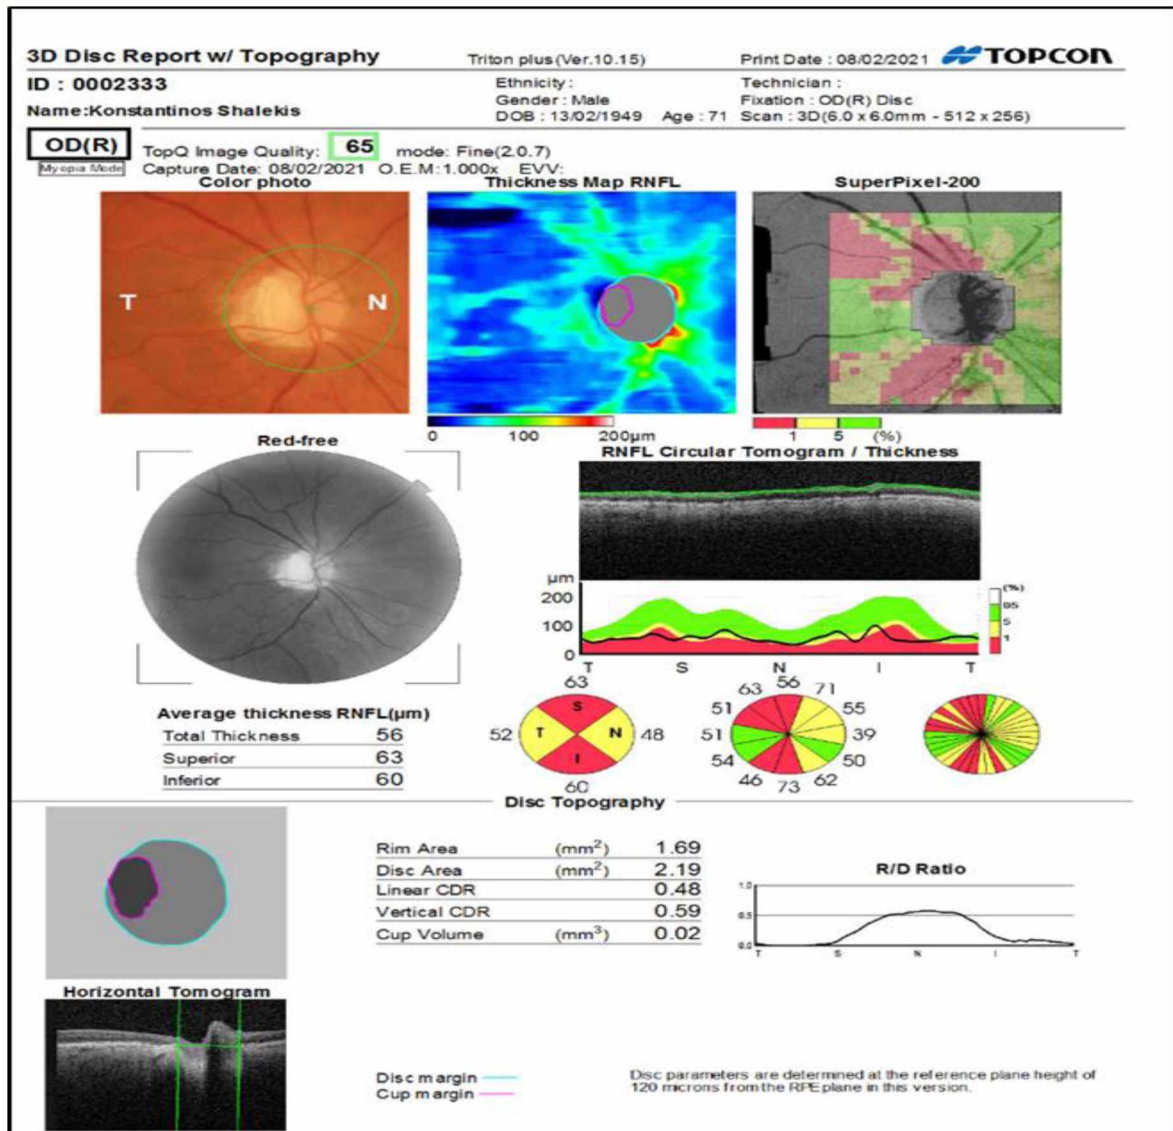 3D Disc Report w/ Topography
Triton plus(Ver.10.15)
Print Date : 08/02/2021
TOPCON
ID : 0002333
Ethnicity :
Technician :
Gender : Male
Fixation : OD(R) Disc
Name:Konstantinos Shalekis
DOB : 13/02/1949 Age : 71
Scan : 3D(6.0 x 6.0mm - 512 x 256)
OD(R)
TopQ Image Quality: 65 mode: Fine(2.0.7)
Myopia Mode
Capture Date: 08/02/2021 O.E.M:1.000x EVV:
Color photo
Thickness Map RNFL
SuperPixel-200
T
N
0 100 200µm
1 5 (%)
Red-free
RNFL Circular Tomogram / Thickness
µm
200
100
0
(%)
95
5
1
T S N I T
63
S
52 T N 48
I
60
63 56 71
51 55
51 39
54 50
46 73 62
Average thickness RNFL(µm)
Total Thickness 56
Superior 63
Inferior 60
Disc Topography
Rim Area (mm²) 1.69
Disc Area (mm²) 2.19
Linear CDR 0.48
Vertical CDR 0.59
Cup Volume (mm³) 0.02
R/D Ratio
1.0
0.5
0.0
T S N I T
Horizontal Tomogram
Disc margin
Cup margin
Disc parameters are determined at the reference plane height of
120 microns from the RPE plane in this version.